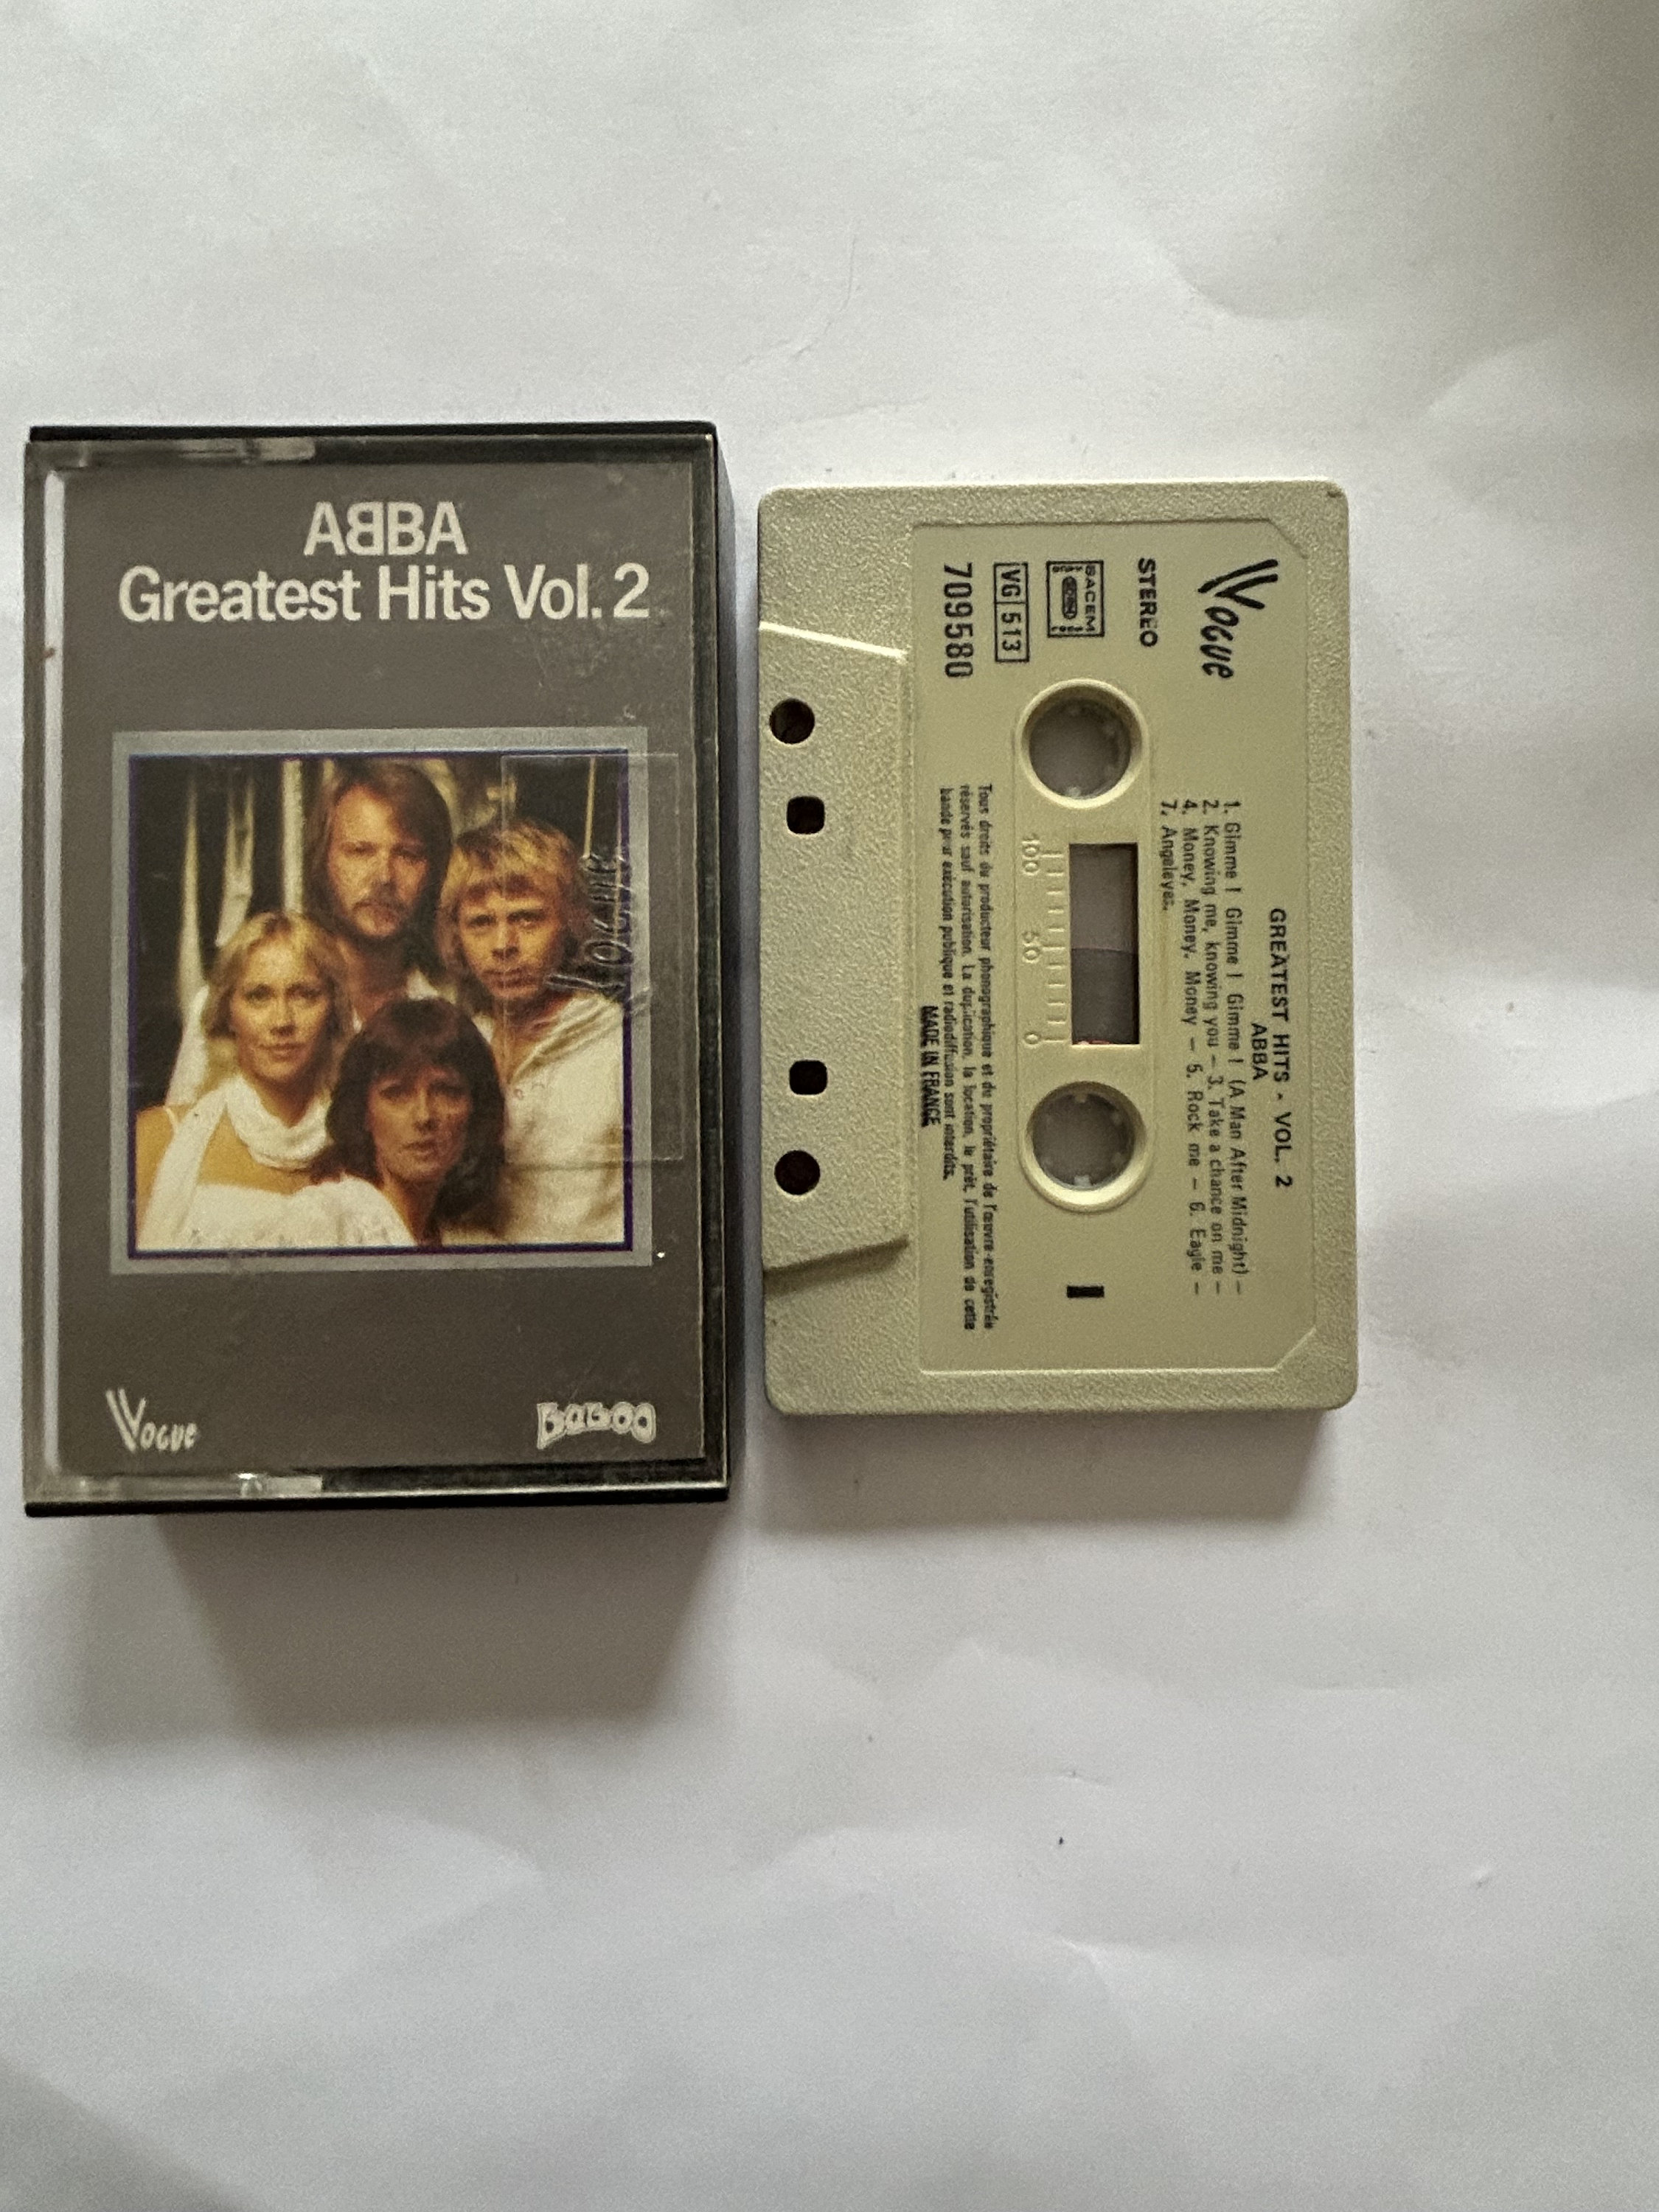 ABBA
Greatest Hits Vol. 2
Vogue
BaBoo
Vogue
STEREO
SACEM
VG 513
709580
GREATEST HITS - VOL. 2
ABBA
1. Gimme ! Gimme ! Gimme ! (A Man After Midnight) –
2. Knowing me, knowing you – 3. Take a chance on me –
4. Money, Money, Money – 5. Rock me – 6. Eagle –
7. Angeleyes.
I
100 50 0
Tous droits du producteur phonographique et du propriétaire de l'œuvre enregistrée
réservés sauf autorisation. La duplication, la location, le prêt, l'utilisation de cette
bande pour exécution publique et radiodiffusion sont interdits.
MADE IN FRANCE